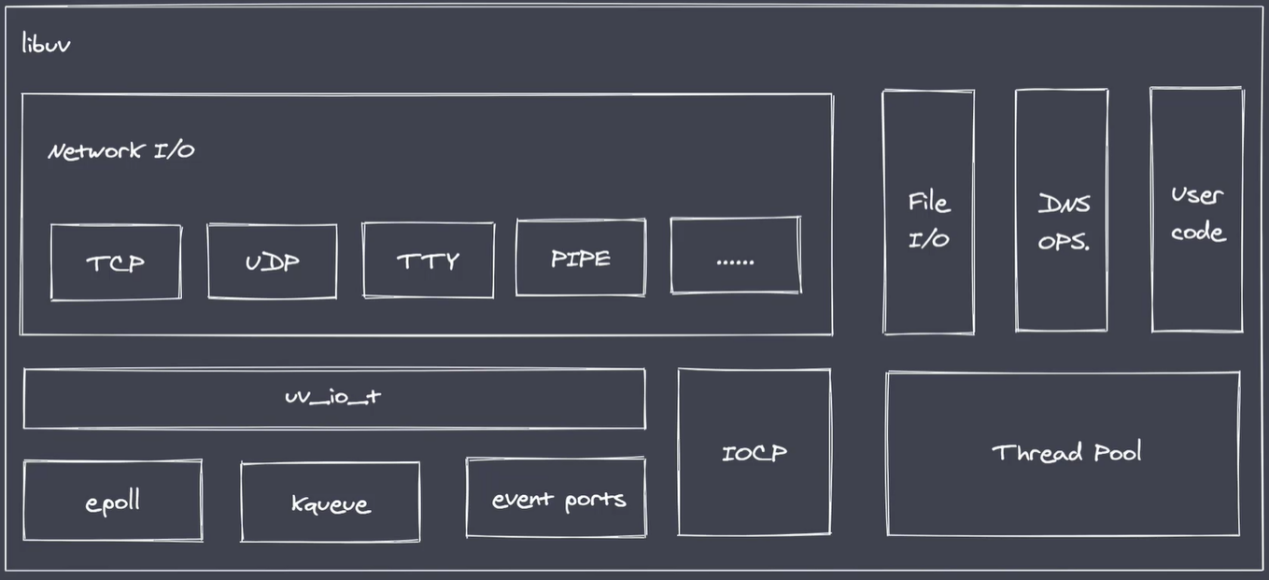 libuv
Network I/O
TCP
UDP
TTY
PIPE
......
File
I/O
DNS
OPS.
User
code
uv_io_t
IOCP
Thread Pool
epoll
kqueue
event ports